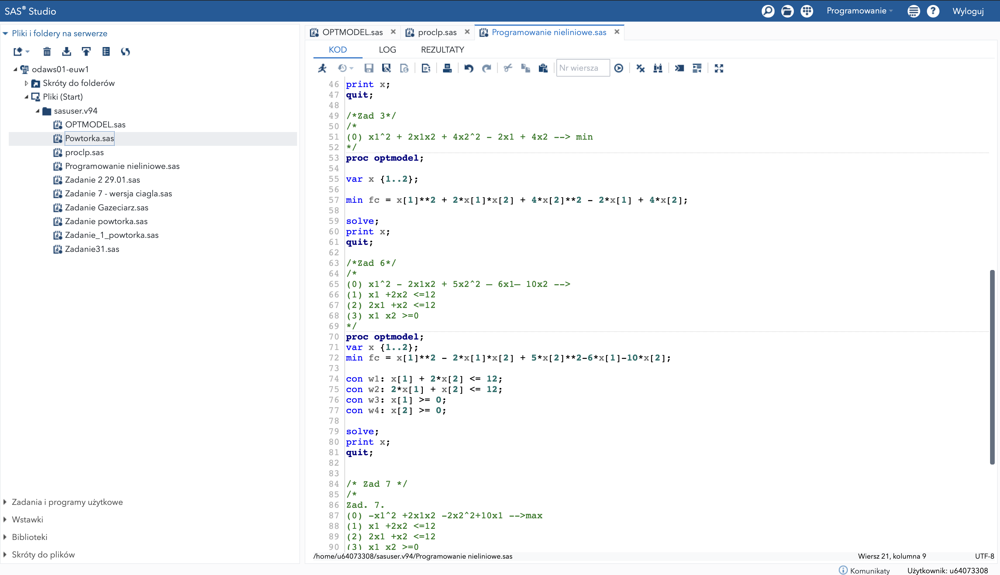 SAS® Studio
Programowanie
Wyloguj
Pliki i foldery na serwerze
odaws01-euw1
Skróty do folderów
Pliki (Start)
sasuser.v94
OPTMODEL.sas
Powtorka.sas
proclp.sas
Programowanie nieliniowe.sas
Zadanie 2 29.01.sas
Zadanie 7 - wersja ciagla.sas
Zadanie Gazeciarz.sas
Zadanie powtorka.sas
Zadanie_1_powtorka.sas
Zadanie31.sas
Zadania i programy użytkowe
Wstawki
Biblioteki
Skróty do plików
OPTMODEL.sas proclp.sas Programowanie nieliniowe.sas
KOD LOG REZULTATY
Nr wiersza
46 print x;
47 quit;
48
49 /*Zad 3*/
50 /*
51 (0) x1^2 + 2x1x2 + 4x2^2 - 2x1 + 4x2 --> min
52 */
53 proc optmodel;
54
55 var x {1..2};
56
57 min fc = x[1]**2 + 2*x[1]*x[2] + 4*x[2]**2 - 2*x[1] + 4*x[2];
58
59 solve;
60 print x;
61 quit;
62
63 /*Zad 6*/
64 /*
65 (0) x1^2 - 2x1x2 + 5x2^2 – 6x1– 10x2 -->
66 (1) x1 +2x2 <=12
67 (2) 2x1 +x2 <=12
68 (3) x1 x2 >=0
69 */
70 proc optmodel;
71 var x {1..2};
72 min fc = x[1]**2 - 2*x[1]*x[2] + 5*x[2]**2-6*x[1]-10*x[2];
73
74 con w1: x[1] + 2*x[2] <= 12;
75 con w2: 2*x[1] + x[2] <= 12;
76 con w3: x[1] >= 0;
77 con w4: x[2] >= 0;
78
79 solve;
80 print x;
81 quit;
82
83
84 /* Zad 7 */
85 /*
86 Zad. 7.
87 (0) -x1^2 +2x1x2 -2x2^2+10x1 -->max
88 (1) x1 +2x2 <=12
89 (2) 2x1 +x2 <=12
90 (3) x1 x2 >=0
/home/u64073308/sasuser.v94/Programowanie nieliniowe.sas
Wiersz 21, kolumna 9
UTF-8
Komunikaty
Użytkownik: u64073308